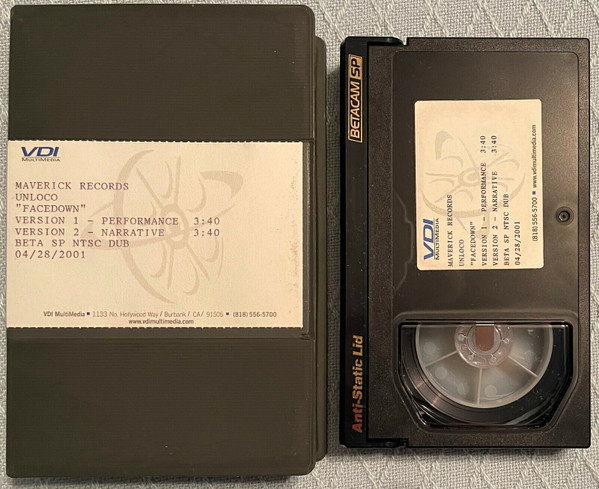 VDI
MULTIMEDIA
MAVERICK RECORDS
UNLOCO
"FACEDOWN"
VERSION 1 - PERFORMANCE 3:40
VERSION 2 - NARRATIVE 3:40
BETA SP NTSC DUB
04/28/2001
VDI MultiMedia ■ 1133 No. Hollywood Way / Burbank / CA / 91505 ■ (818) 556-5700
www.vdimultimedia.com
BETACAM SP
Anti-Static Lid
VDI
MULTIMEDIA
MAVERICK RECORDS
UNLOCO
"FACEDOWN"
VERSION 1 - PERFORMANCE 3:40
VERSION 2 - NARRATIVE 3:40
BETA SP NTSC DUB
04/28/2001
(818) 556-5700 ■ www.vdimultimedia.com